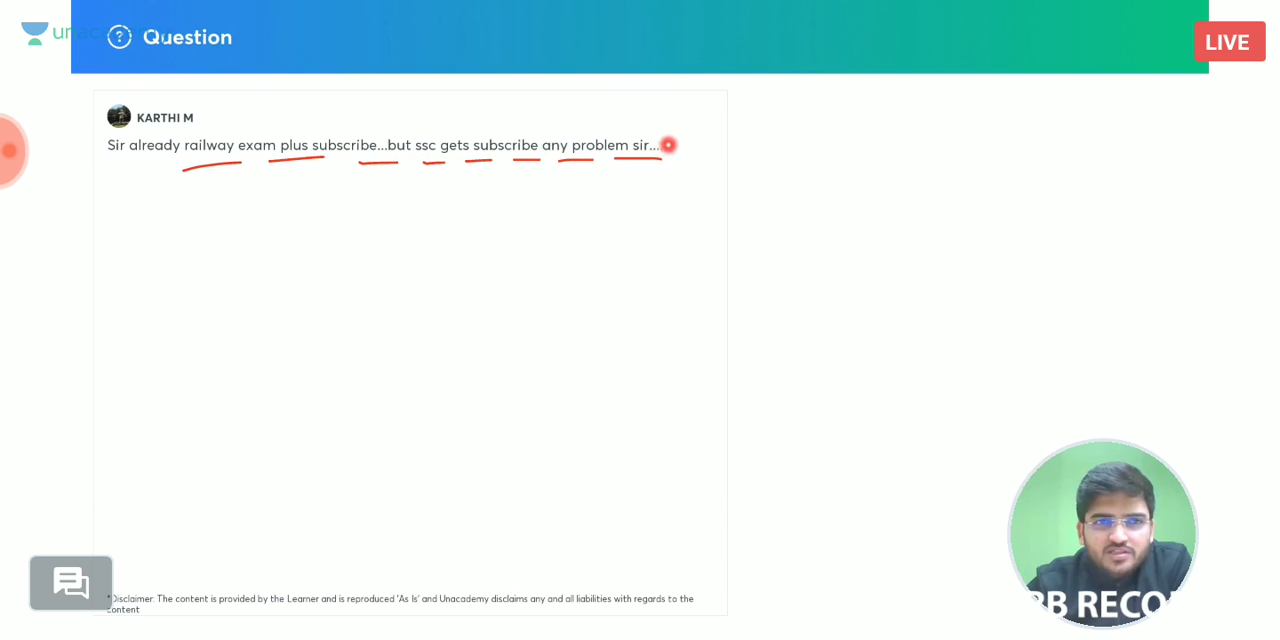 unacademy
Question
LIVE
KARTHI M
Sir already railway exam plus subscribe...but ssc gets subscribe any problem sir...
*Disclaimer: The content is provided by the Learner and is reproduced 'As Is' and Unacademy disclaims any and all liabilities with regards to the
content